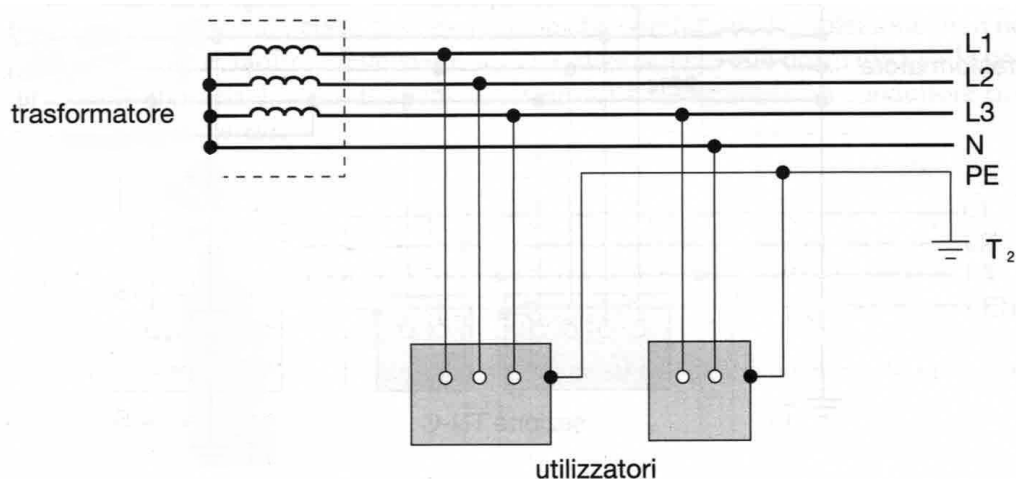 L1
L2
L3
N
PE
trasformatore
T₂
utilizzatori